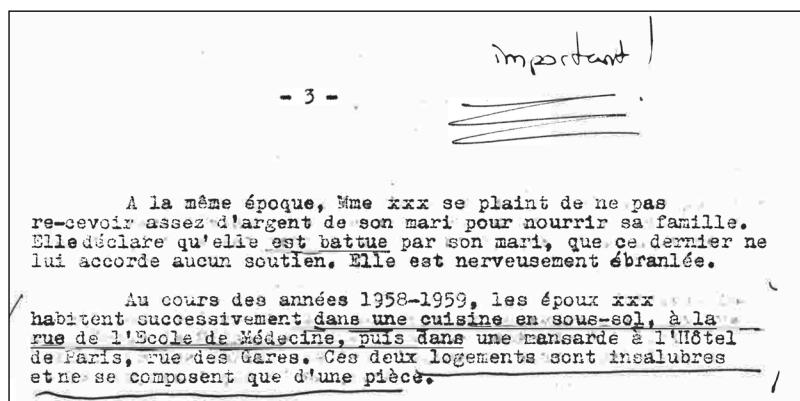 important!
- 3 -
A la même époque, Mme xxx se plaint de ne pas
re-cevoir assez d'argent de son mari pour nourrir sa famille.
Elle déclare qu'elle est battue par son mari, que ce dernier ne
lui accorde aucun soutien. Elle est nerveusement ébranlée.
Au cours des années 1958-1959, les époux xxx
habitent successivement dans une cuisine en sous-sol, à la
rue de l'Ecole de Médecine, puis dans une mansarde à l'Hôtel
de Paris, rue des Gares. Ces deux logements sont insalubres
et ne se composent que d'une pièce.